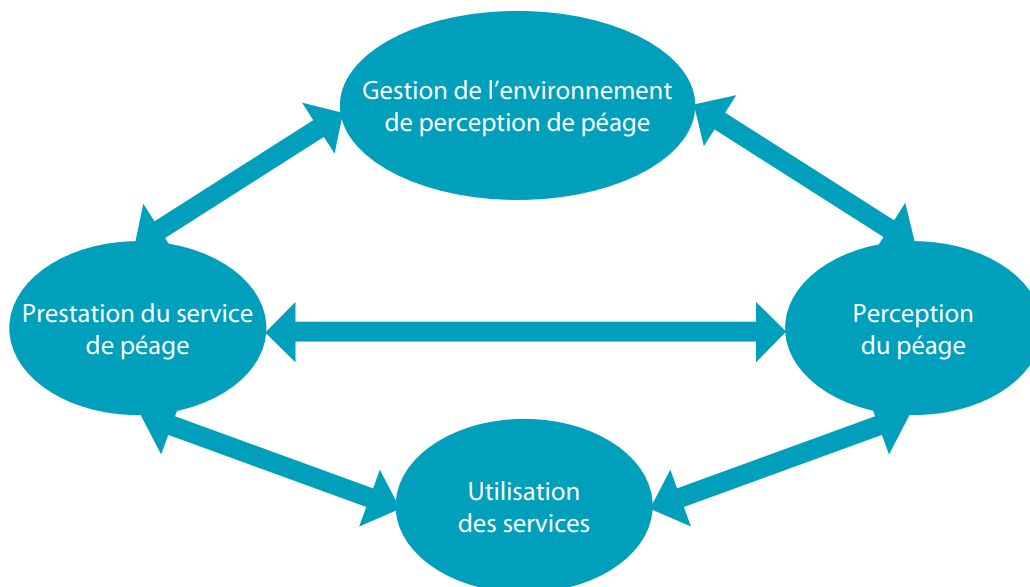 Gestion de l’environnement
de perception de péage
Prestation du service
de péage
Perception
du péage
Utilisation
des services